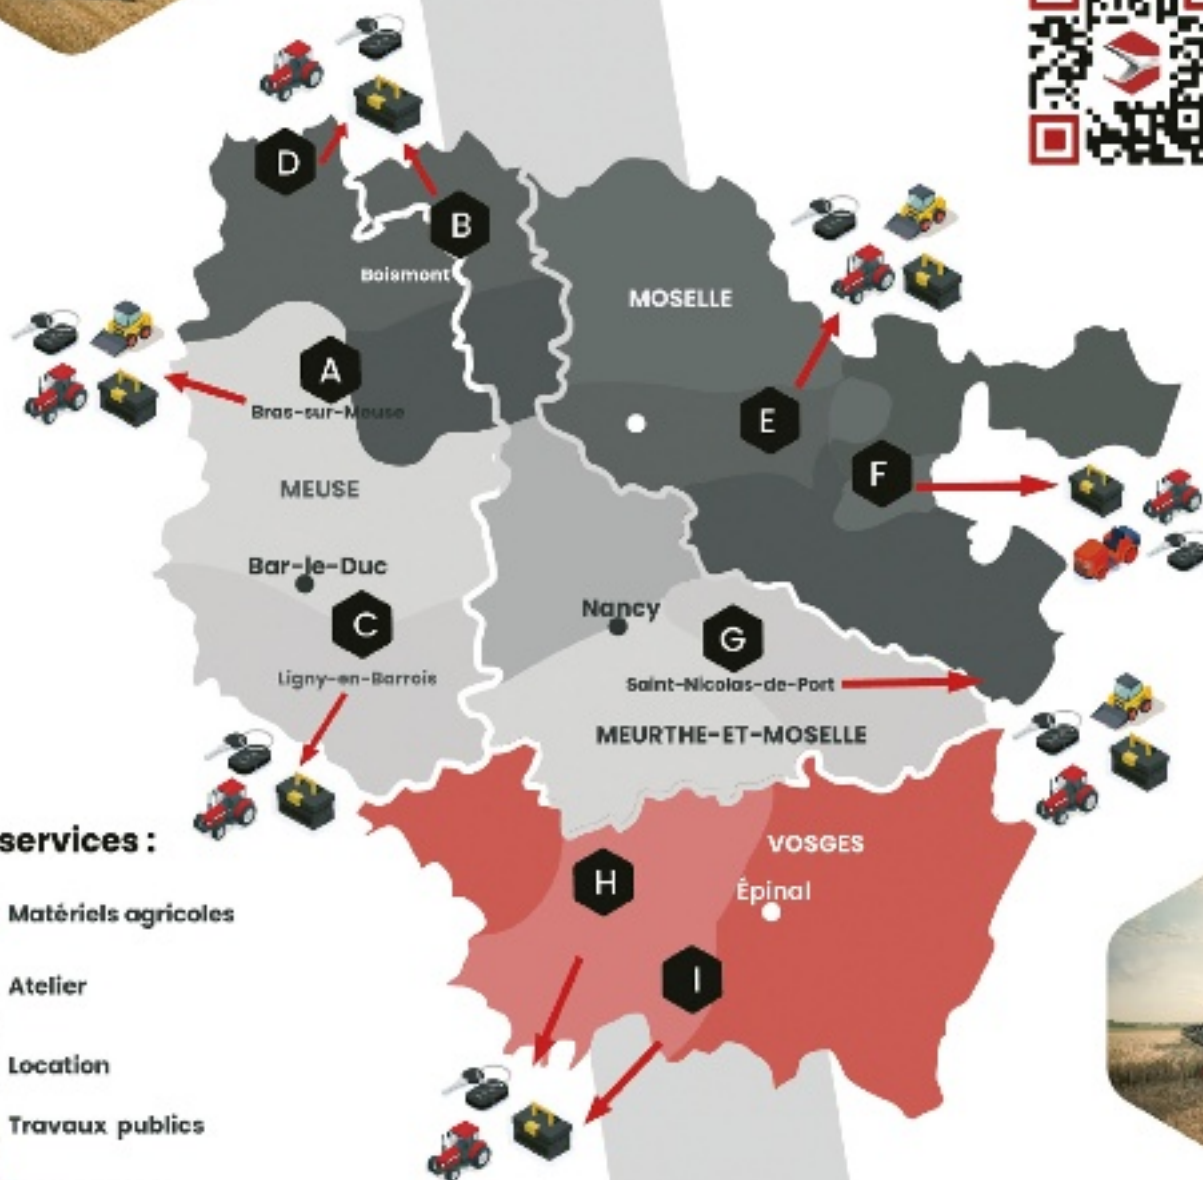 D
B
Boismont
MOSELLE
A
Bras-sur-Meuse
E
F
MEUSE
Bar-le-Duc
C
Nancy
G
Ligny-en-Barrois
Saint-Nicolas-de-Port
MEURTHE-ET-MOSELLE
services :
VOSGES
H
Épinal
Matériels agricoles
I
Atelier
Location
Travaux publics